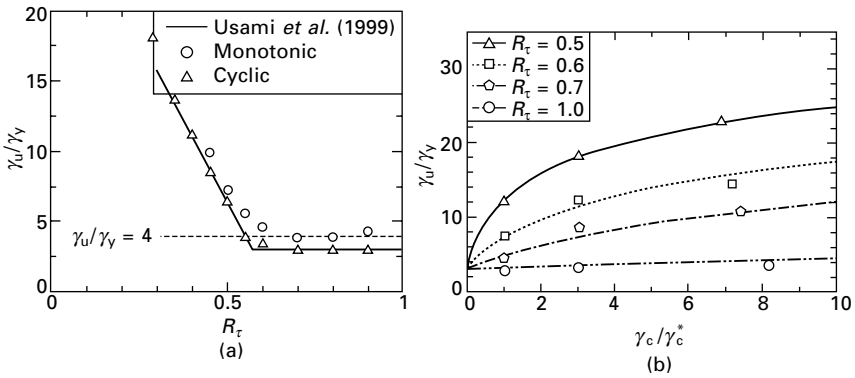 20
15
10
5
0
γu/γy
Usami et al. (1999)
Monotonic
Cyclic
γu/γy = 4
0 0.5 1
Rτ
(a)
30
20
10
0
γu/γy
Rτ = 0.5
Rτ = 0.6
Rτ = 0.7
Rτ = 1.0
0 2 4 6 8 10
γc/γc*
(b)